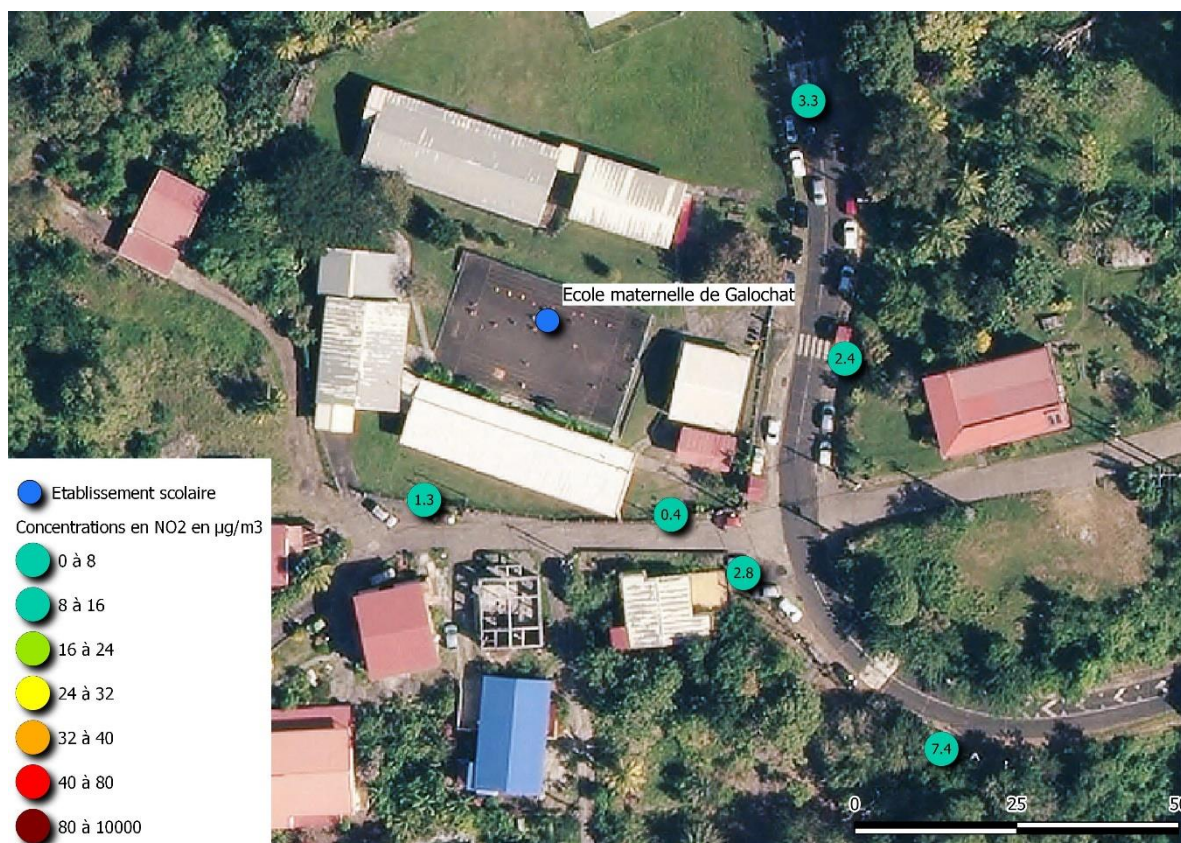 3.3
Ecole maternelle de Galochat
2.4
1.3
0.4
2.8
7.4
Etablissement scolaire
Concentrations en NO2 en µg/m3
0 à 8
8 à 16
16 à 24
24 à 32
32 à 40
40 à 80
80 à 10000
0 25 50